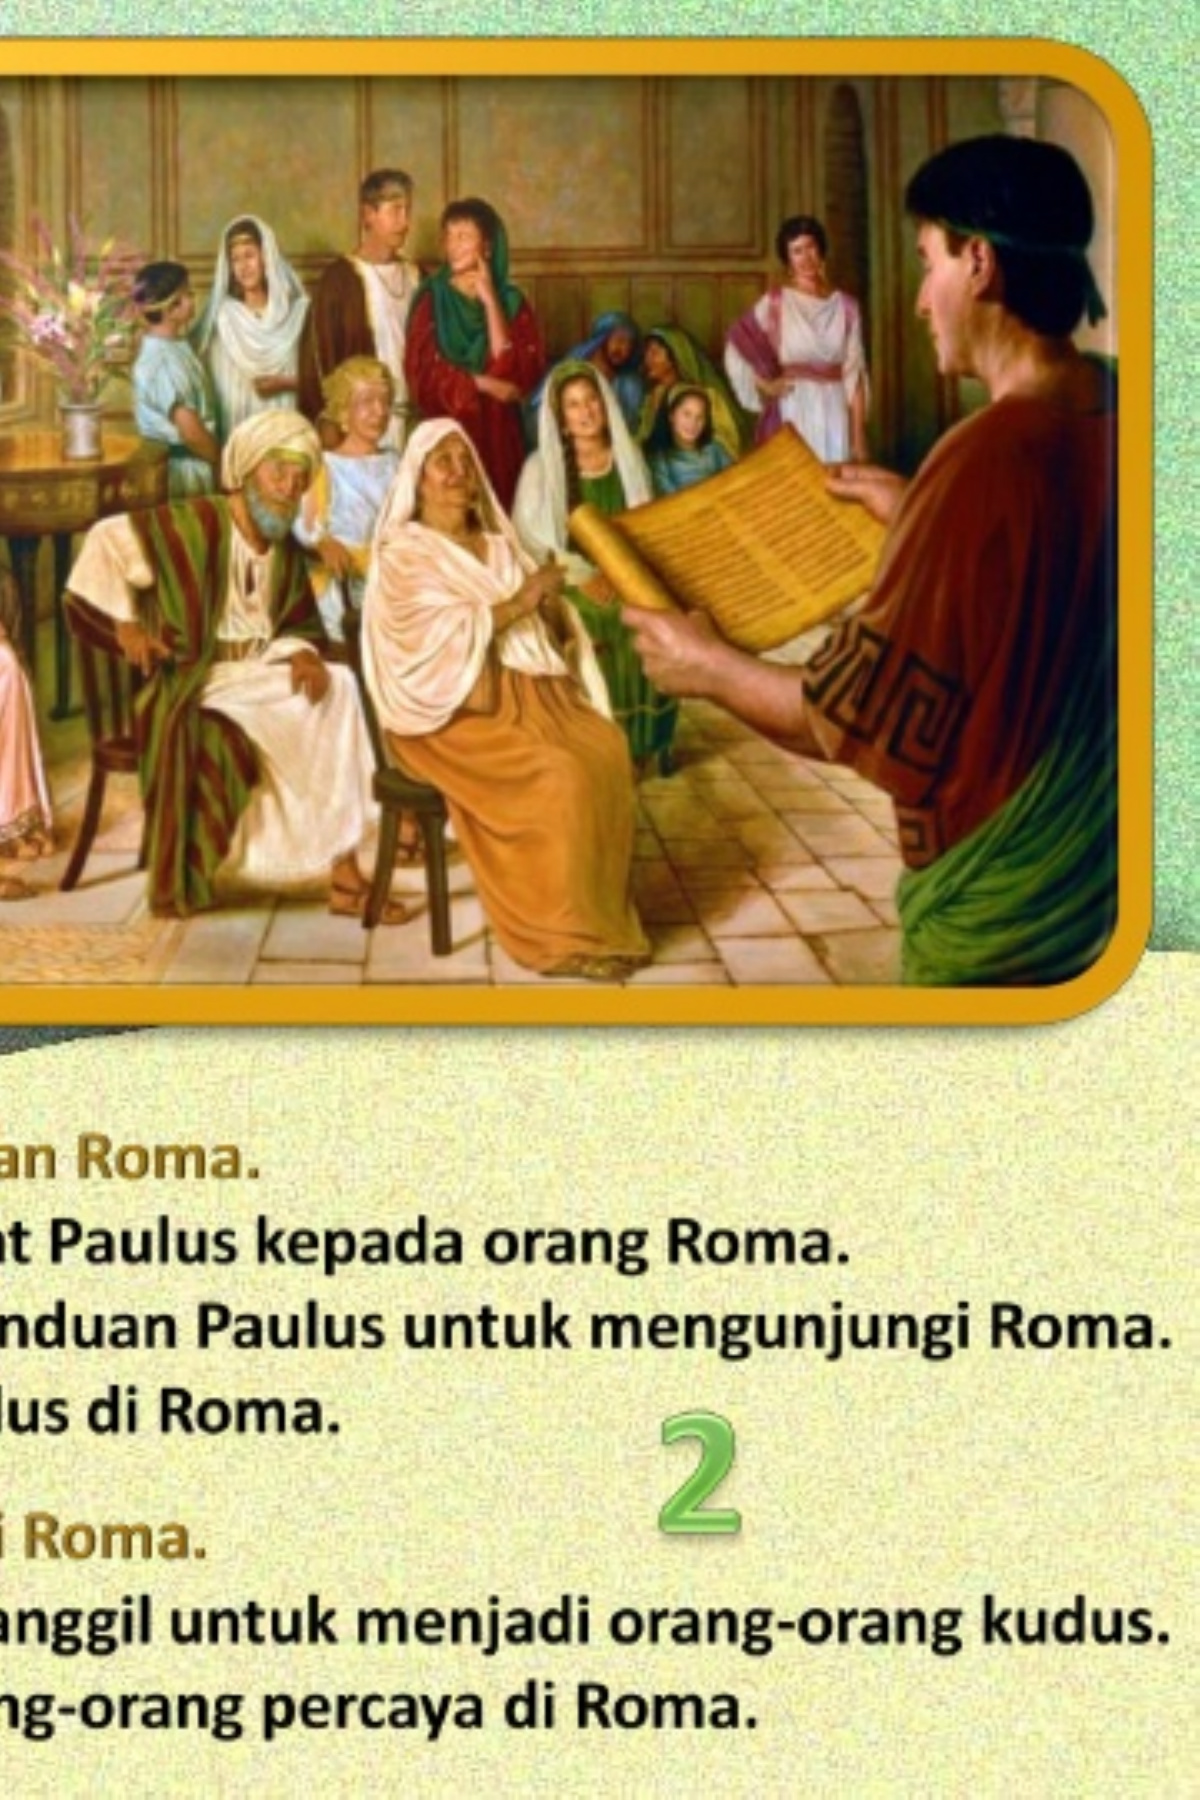 an Roma.
at Paulus kepada orang Roma.
nduan Paulus untuk mengunjungi Roma.
lus di Roma.
2
i Roma.
anggil untuk menjadi orang-orang kudus.
ng-orang percaya di Roma.